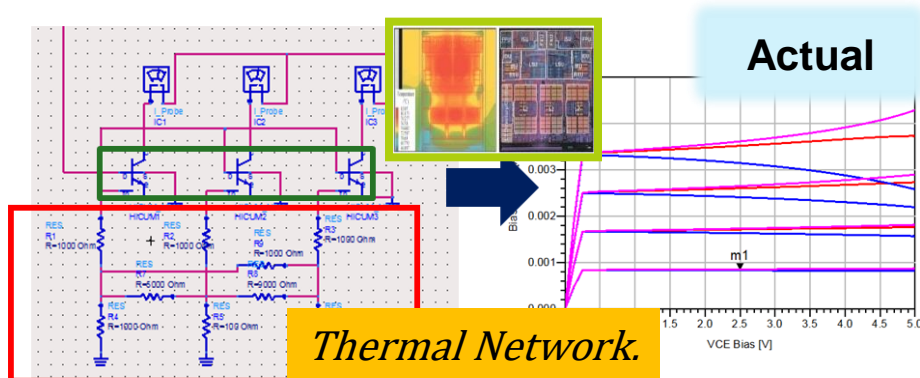 Actual
I_Probe
IC1
I_Probe
IC2
I_Probe
IC3
HICUM1
HICUM2
HICUM3
RES
R1
R=1000 Ohm
RES
R2
R=1000 Ohm
RES
R9
R=1000 Ohm
RES
R3
R=1000 Ohm
RES
R7
R=5000 Ohm
RES
R8
R=9000 Ohm
RES
R4
R=1000 Ohm
RES
R5
R=100 Ohm
Thermal Network.
0.003
0.002
0.001
0.000
m1
1.5 2.0 2.5 3.0 3.5 4.0 4.5 5.0
VCE Bias [V]